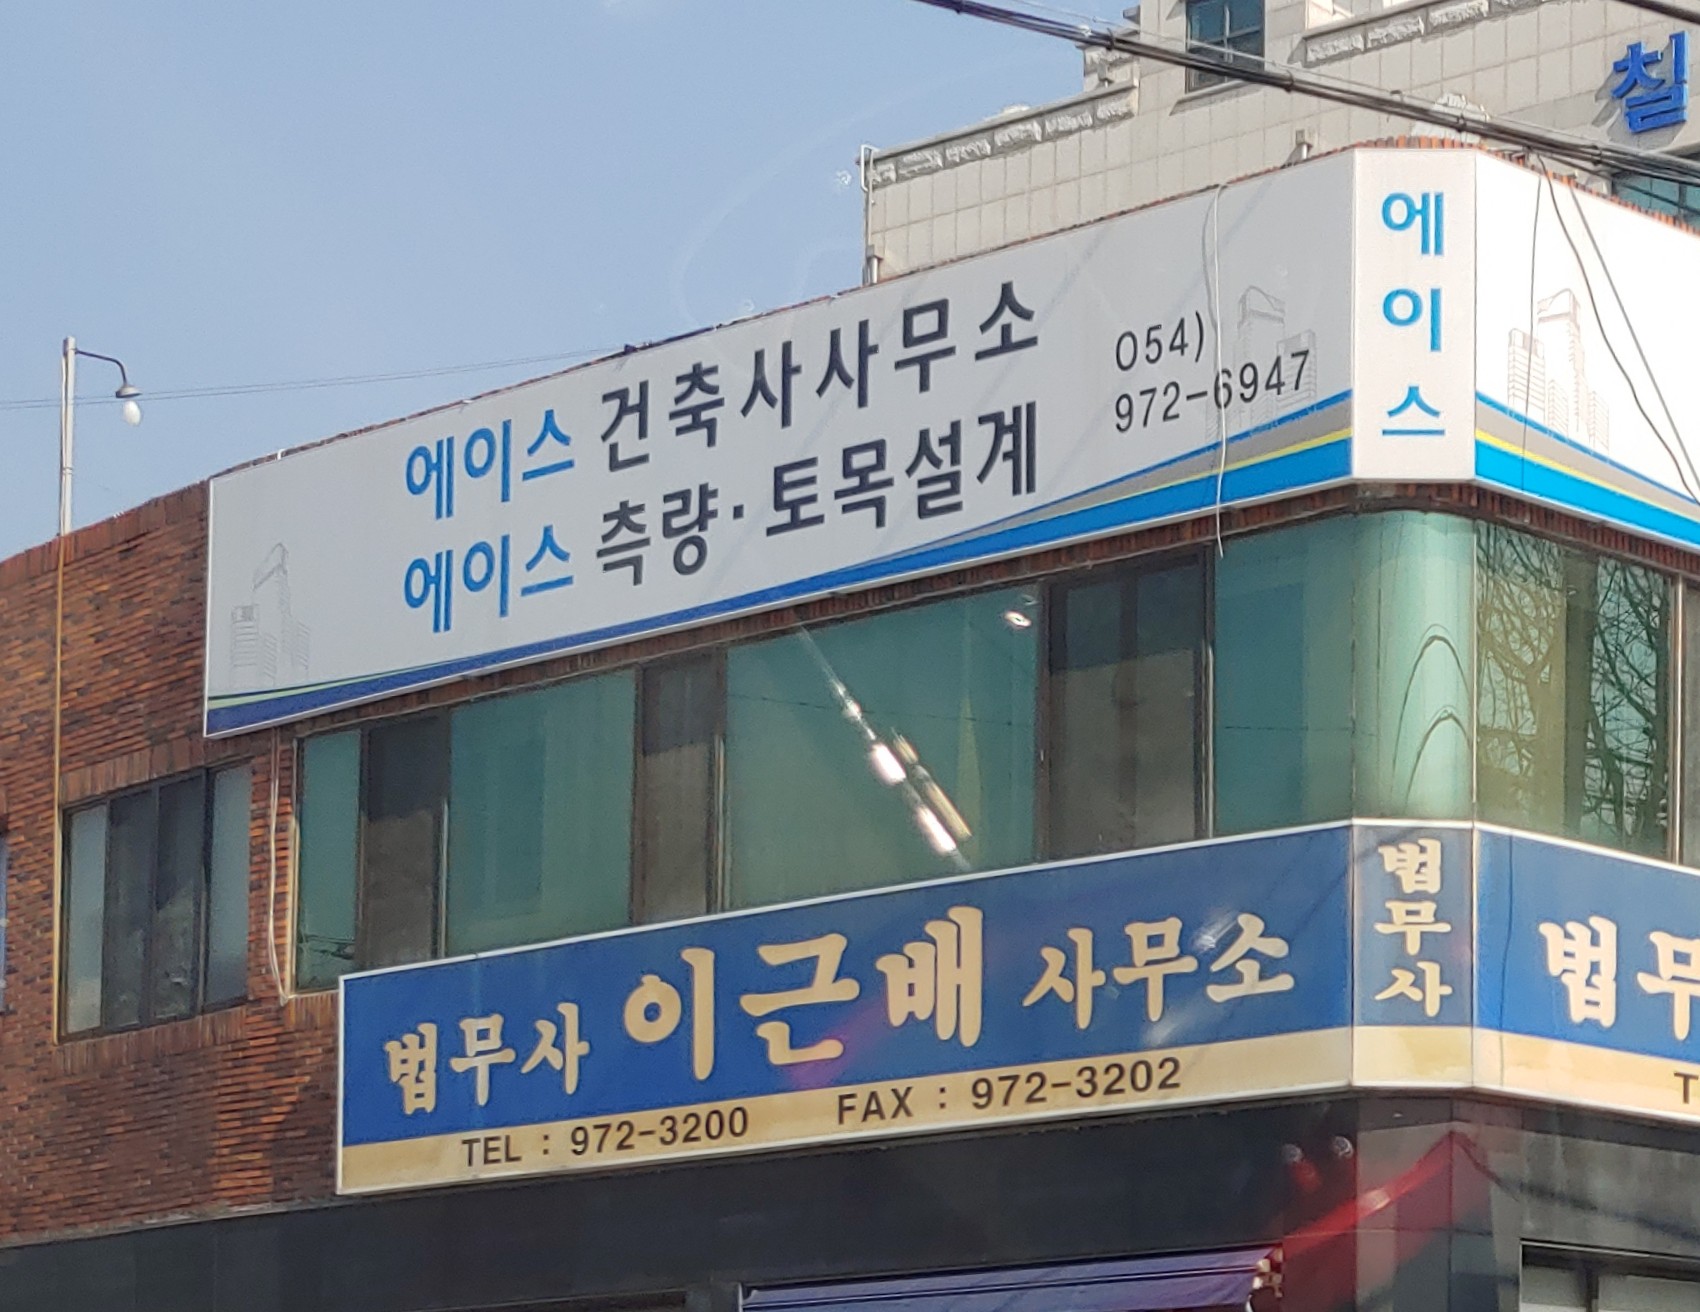 칠
에이스 건축사사무소
에이스 측량·토목설계
054)
972-6947
에이스
법무사 이근배 사무소
TEL : 972-3200 FAX : 972-3202
법무사
법무